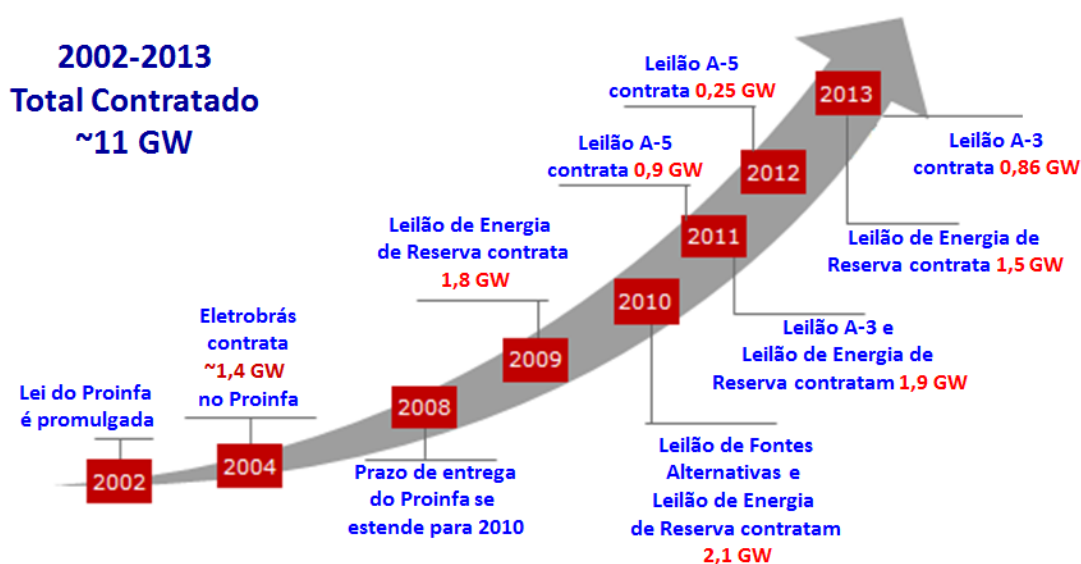 2002-2013
Total Contratado
~11 GW
Lei do Proinfa
é promulgada
2002
Eletrobrás
contrata
~1,4 GW
no Proinfa
2004
2008
Prazo de entrega
do Proinfa se
estende para 2010
Leilão de Energia
de Reserva contrata
1,8 GW
2009
2010
Leilão de Fontes
Alternativas e
Leilão de Energia
de Reserva contratam
2,1 GW
Leilão A-5
contrata 0,9 GW
2011
Leilão A-3 e
Leilão de Energia de
Reserva contratam 1,9 GW
Leilão A-5
contrata 0,25 GW
2012
2013
Leilão A-3
contrata 0,86 GW
Leilão de Energia de
Reserva contrata 1,5 GW